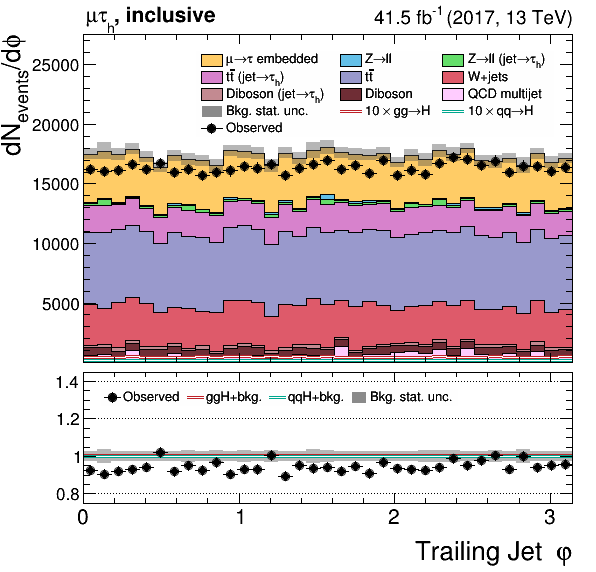 μτh, inclusive 41.5 fb-1 (2017, 13 TeV)
dNevents/dϕ
μ→τ embedded Z→ll Z→ll (jet→τh)
tt̄ (jet→τh) tt̄ W+jets
Diboson (jet→τh) Diboson QCD multijet
Bkg. stat. unc. 10 × gg→H 10 × qq→H
Observed
25000
20000
15000
10000
5000
Observed ggH+bkg. qqH+bkg. Bkg. stat. unc.
1.4
1.2
1
0.8
0 1 2 3
Trailing Jet φ